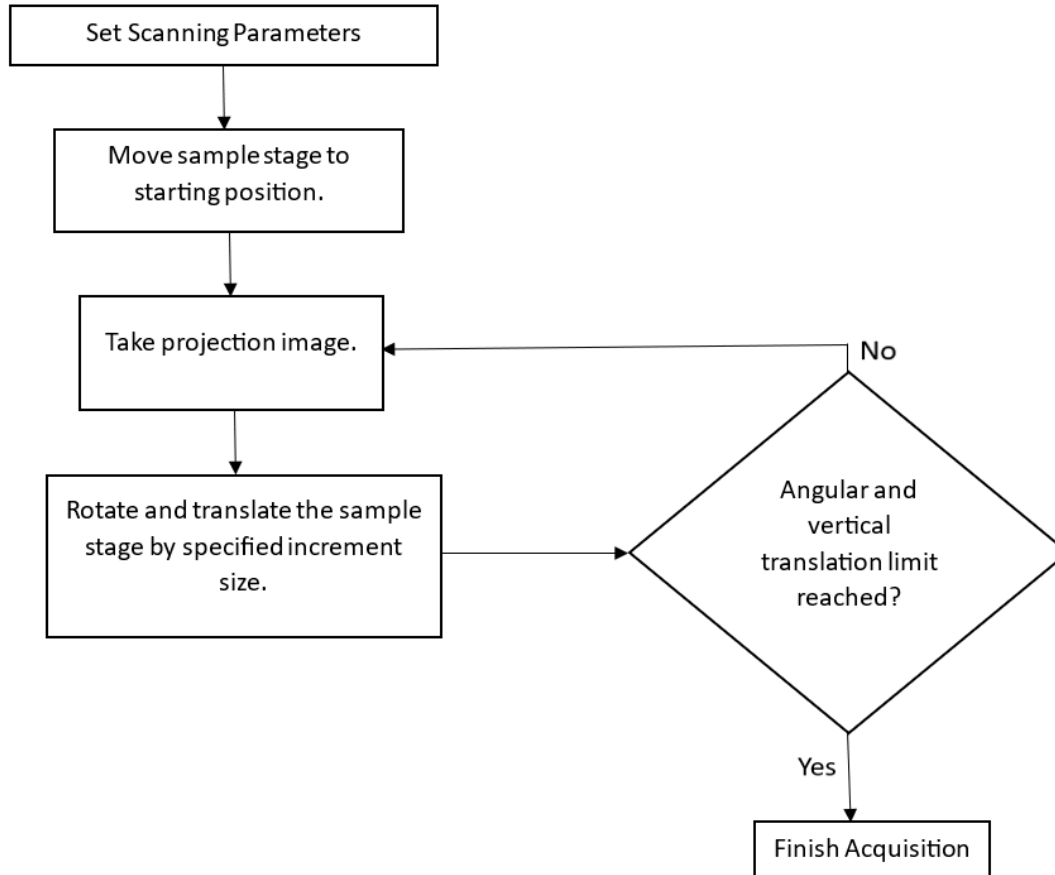 Set Scanning Parameters
Move sample stage to
starting position.
Take projection image.
Rotate and translate the sample
stage by specified increment
size.
No
Angular and
vertical
translation limit
reached?
Yes
Finish Acquisition